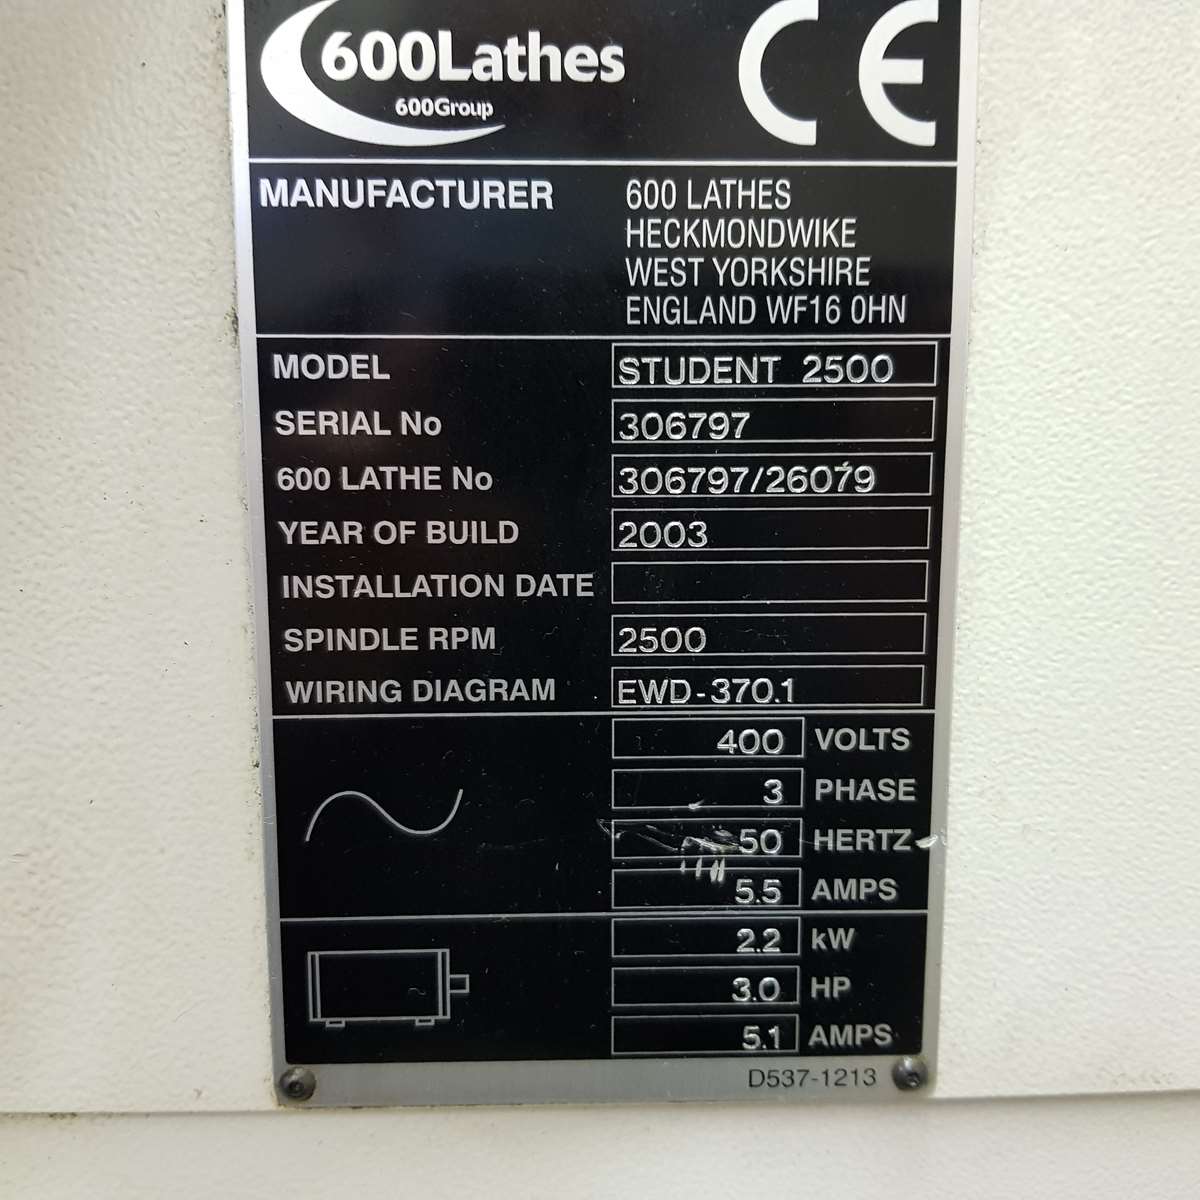 600Lathes
600Group
CE
MANUFACTURER 600 LATHES
HECKMONDWIKE
WEST YORKSHIRE
ENGLAND WF16 0HN
MODEL STUDENT 2500
SERIAL No 306797
600 LATHE No 306797/26079
YEAR OF BUILD 2003
INSTALLATION DATE
SPINDLE RPM 2500
WIRING DIAGRAM EWD-370.1
400 VOLTS
3 PHASE
50 HERTZ
5.5 AMPS
2.2 kW
3.0 HP
5.1 AMPS
D537-1213